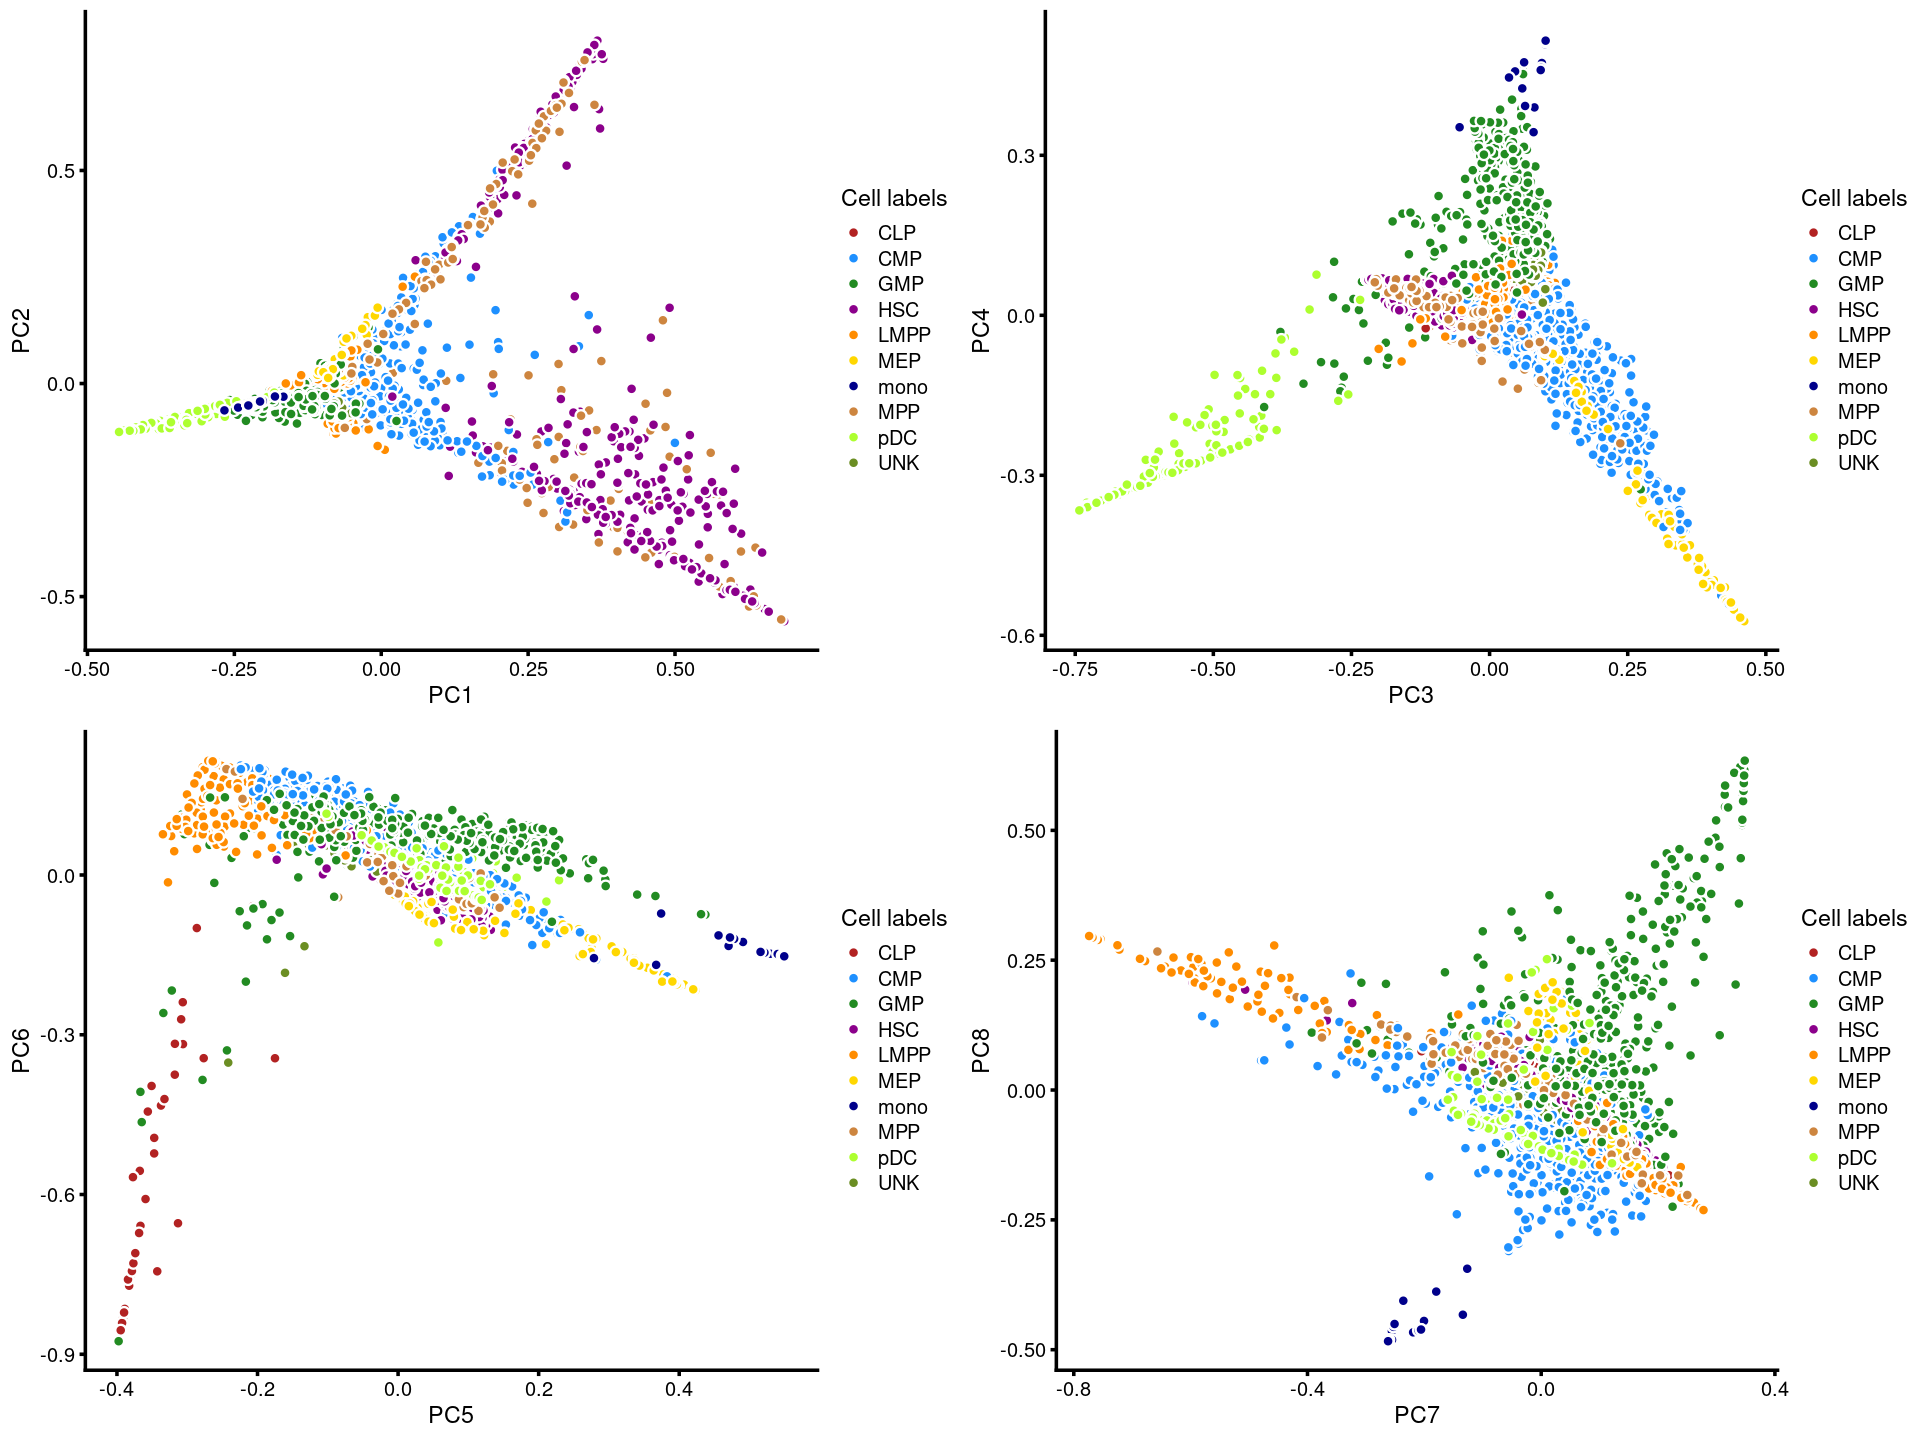 PC2
0.5
0.0
-0.5
-0.50
-0.25
0.00
0.25
0.50
PC1
Cell labels
CLP
CMP
GMP
HSC
LMPP
MEP
mono
MPP
pDC
UNK
PC4
0.3
0.0
-0.3
-0.6
-0.75
-0.50
-0.25
0.00
0.25
0.50
PC3
Cell labels
CLP
CMP
GMP
HSC
LMPP
MEP
mono
MPP
pDC
UNK
PC6
0.0
-0.3
-0.6
-0.9
-0.4
-0.2
0.0
0.2
0.4
PC5
Cell labels
CLP
CMP
GMP
HSC
LMPP
MEP
mono
MPP
pDC
UNK
PC8
0.50
0.25
0.00
-0.25
-0.50
-0.8
-0.4
0.0
0.4
PC7
Cell labels
CLP
CMP
GMP
HSC
LMPP
MEP
mono
MPP
pDC
UNK